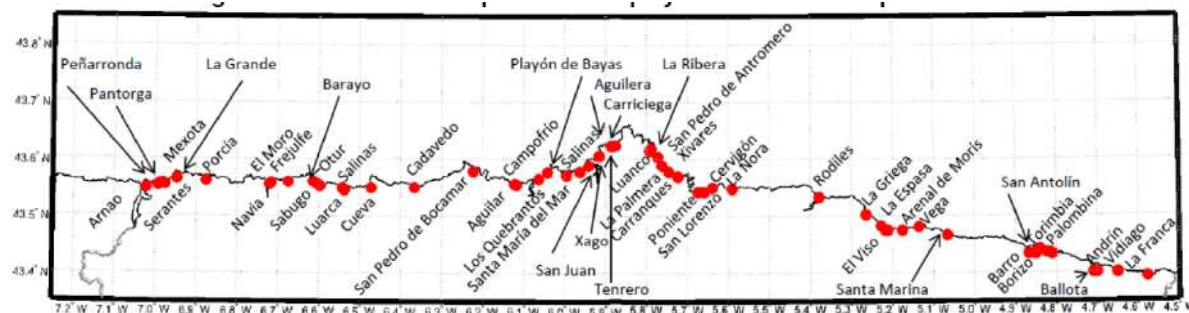 43.8° N
43.7° N
43.6° N
43.5° N
43.4° N
Peñarronda
Pantorga
La Grande
Barayo
Playón de Bayas
Aguilera
Carriciega
La Ribera
San Pedro de Antromero
Arnao
Mexota
Serantes
Porcia
Navia
El Moro
Frejulfe
Sabugo
Otur
Luarca
Salinas
Cueva
Cadavedo
San Pedro de Bocamar
Aguilar
Campofrío
Los Quebrantos
Santa María del Mar
Salinas
San Juan
Xago
Tenrero
Luanco
La Palmera
Carranques
Xivares
Poniente
San Lorenzo
Cervigón
La Ñora
Rodiles
La Griega
La Espasa
Arenal de Morís
Vega
El Viso
Santa Marina
San Antolín
Barro
Torimbia
Borizo
Palombina
Ballota
Andrín
Vidiago
La Franca
7.2° W 7.1° W 7.0° W 6.9° W 6.8° W 6.7° W 6.6° W 6.5° W 6.4° W 6.3° W 6.2° W 6.1° W 6.0° W 5.9° W 5.8° W 5.7° W 5.6° W 5.5° W 5.4° W 5.3° W 5.2° W 5.1° W 5.0° W 4.9° W 4.8° W 4.7° W 4.6° W 4.5° W